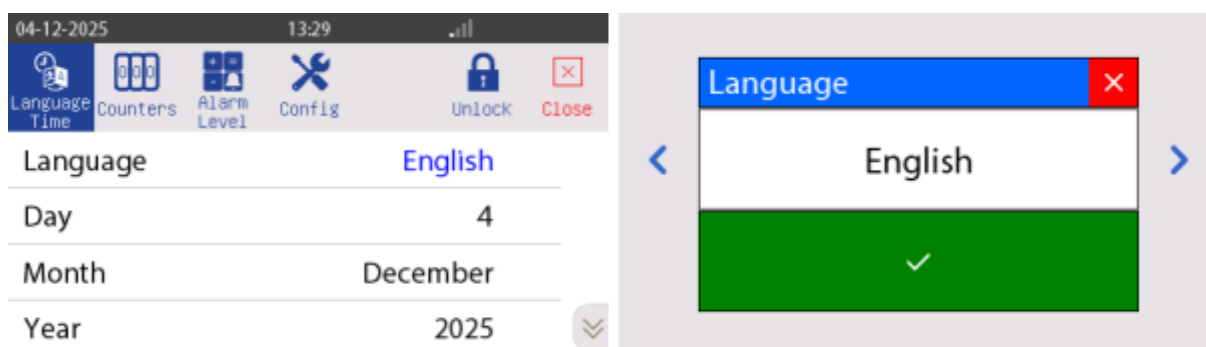 04-12-2025 13:29
Language Time
Counters
Alarm Level
Config
Unlock
Close
Language English
Day 4
Month December
Year 2025
Language
English